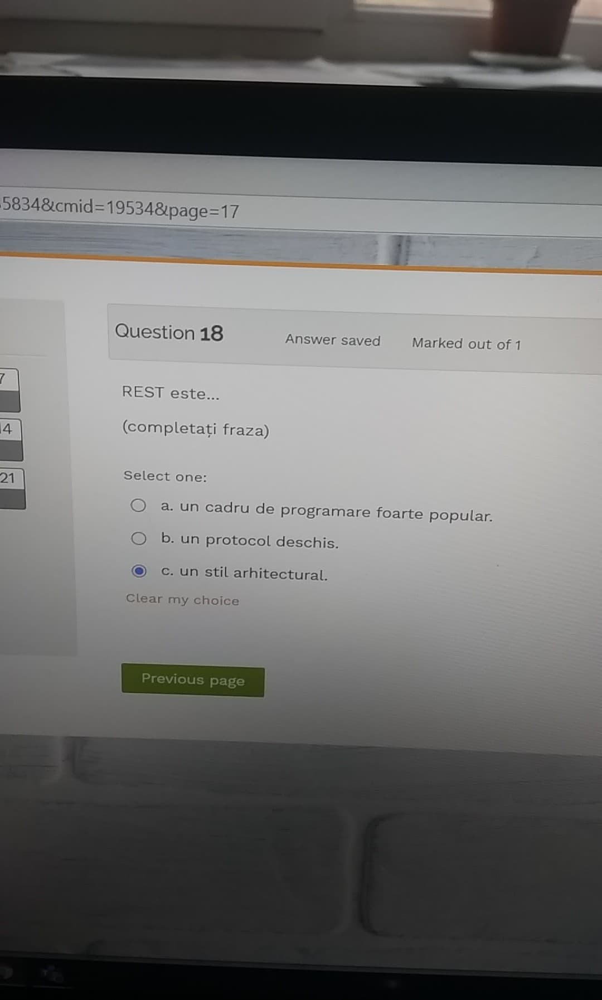 5834&cmid=19534&page=17
Question 18
Answer saved
Marked out of 1
7
14
21
REST este...
(completați fraza)
Select one:
a. un cadru de programare foarte popular.
b. un protocol deschis.
c. un stil arhitectural.
Clear my choice
Previous page